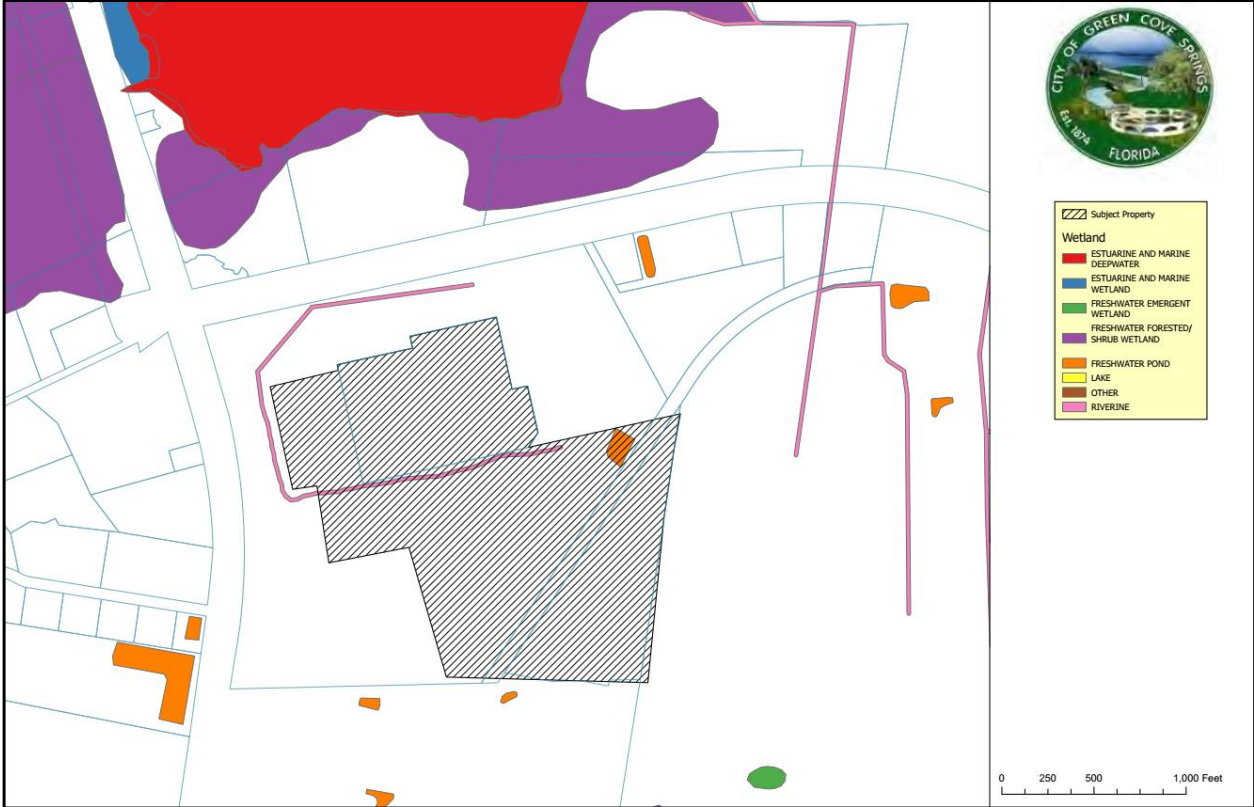 CITY OF GREEN COVE SPRINGS
Est. 1874
FLORIDA
Subject Property
Wetland
ESTUARINE AND MARINE
DEEPWATER
ESTUARINE AND MARINE
WETLAND
FRESHWATER EMERGENT
WETLAND
FRESHWATER FORESTED/
SHRUB WETLAND
FRESHWATER POND
LAKE
OTHER
RIVERINE
0 250 500 1,000 Feet